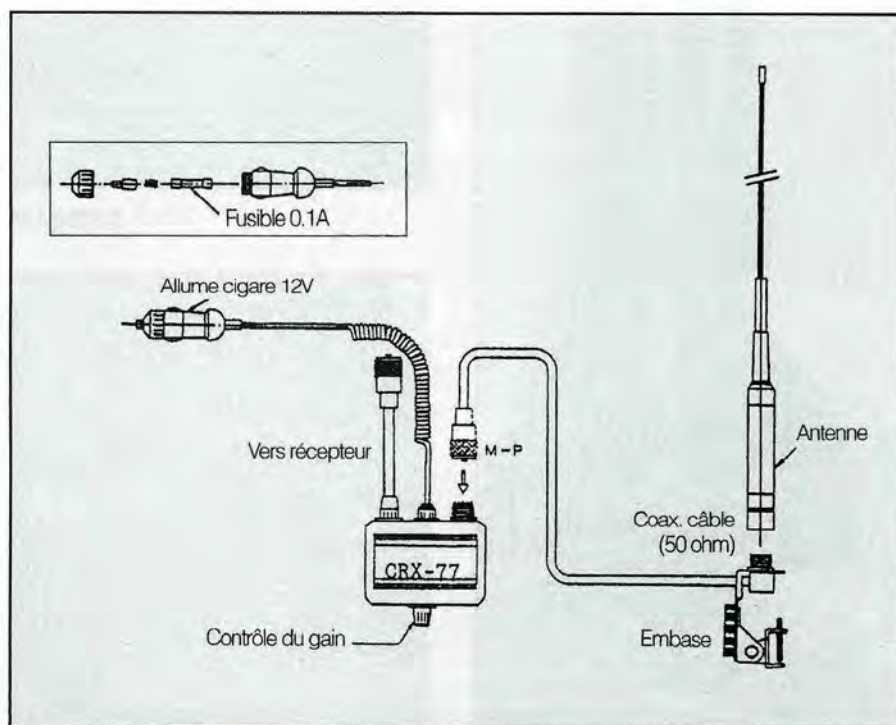 Fusible 0.1A
Allume cigare 12V
Vers récepteur
M-P
Antenne
Coax. câble
(50 ohm)
CRX-77
Contrôle du gain
Embase